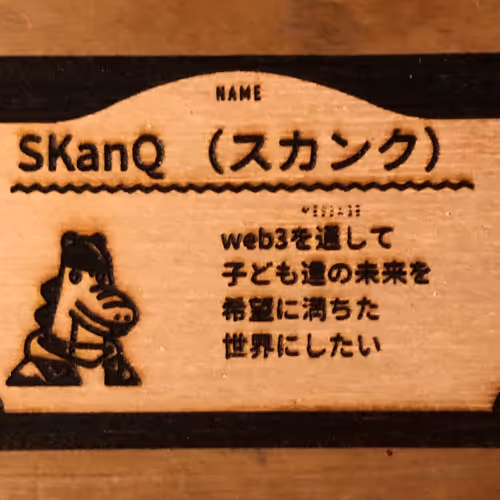 NAME
SKanQ （スカンク）
MESSAGE
web3を通して
子ども達の未来を
希望に満ちた
世界にしたい